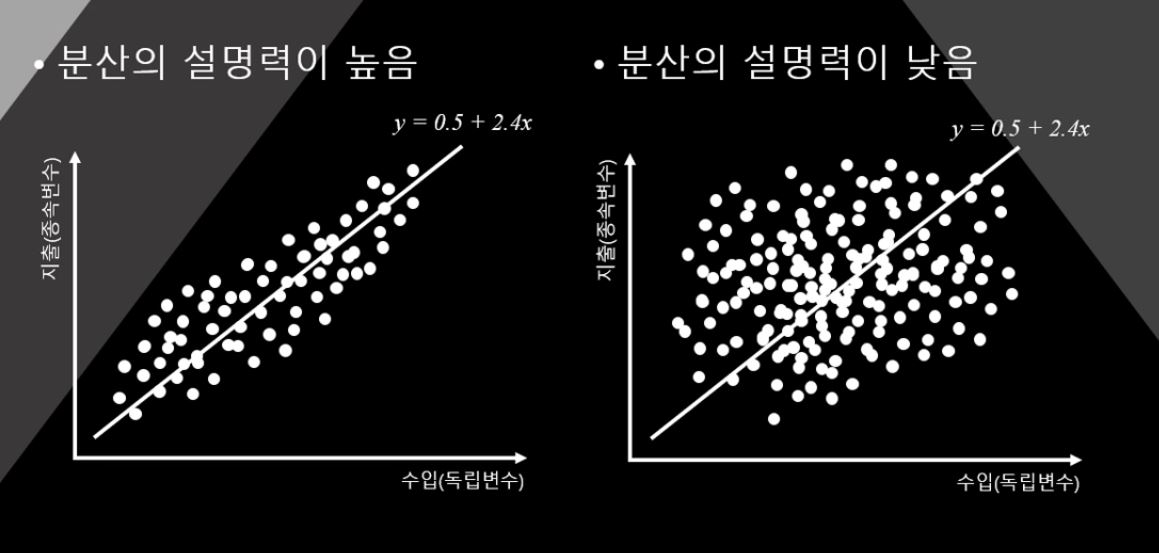 • 분산의 설명력이 높음
y = 0.5 + 2.4x
지출(종속변수)
수입(독립변수)
• 분산의 설명력이 낮음
y = 0.5 + 2.4x
지출(종속변수)
수입(독립변수)